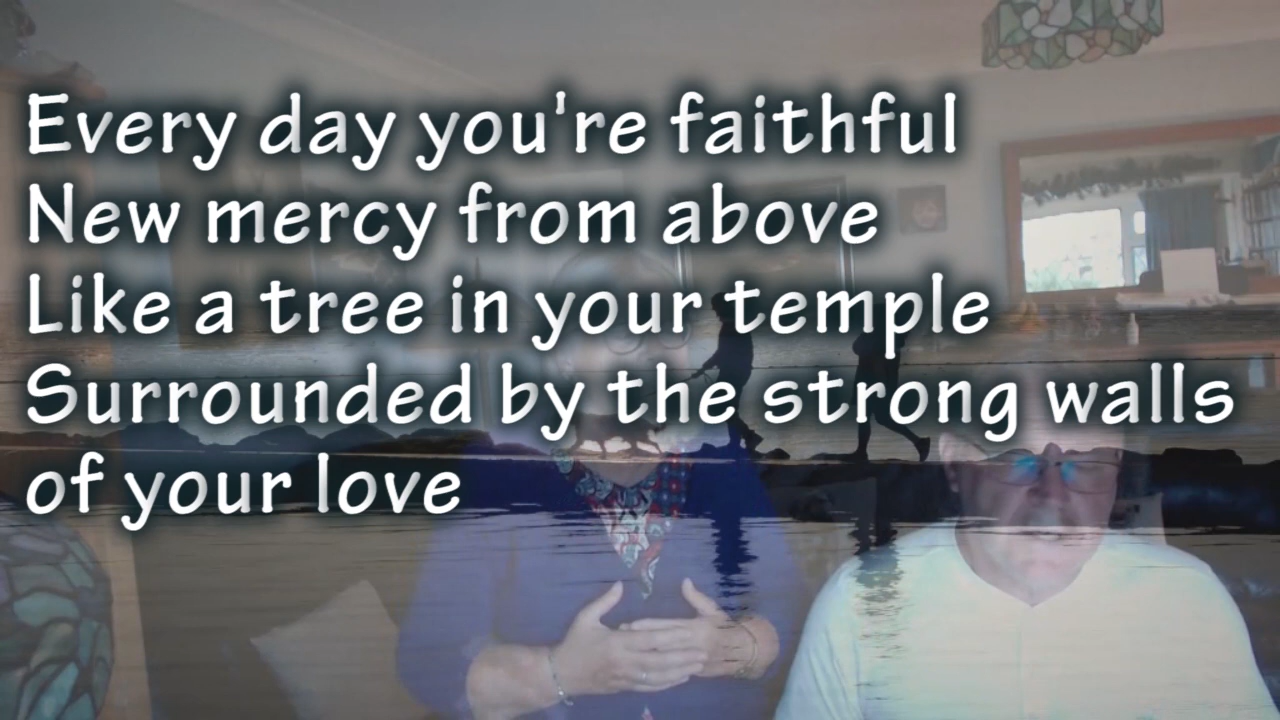 Every day you're faithful
New mercy from above
Like a tree in your temple
Surrounded by the strong walls
of your love